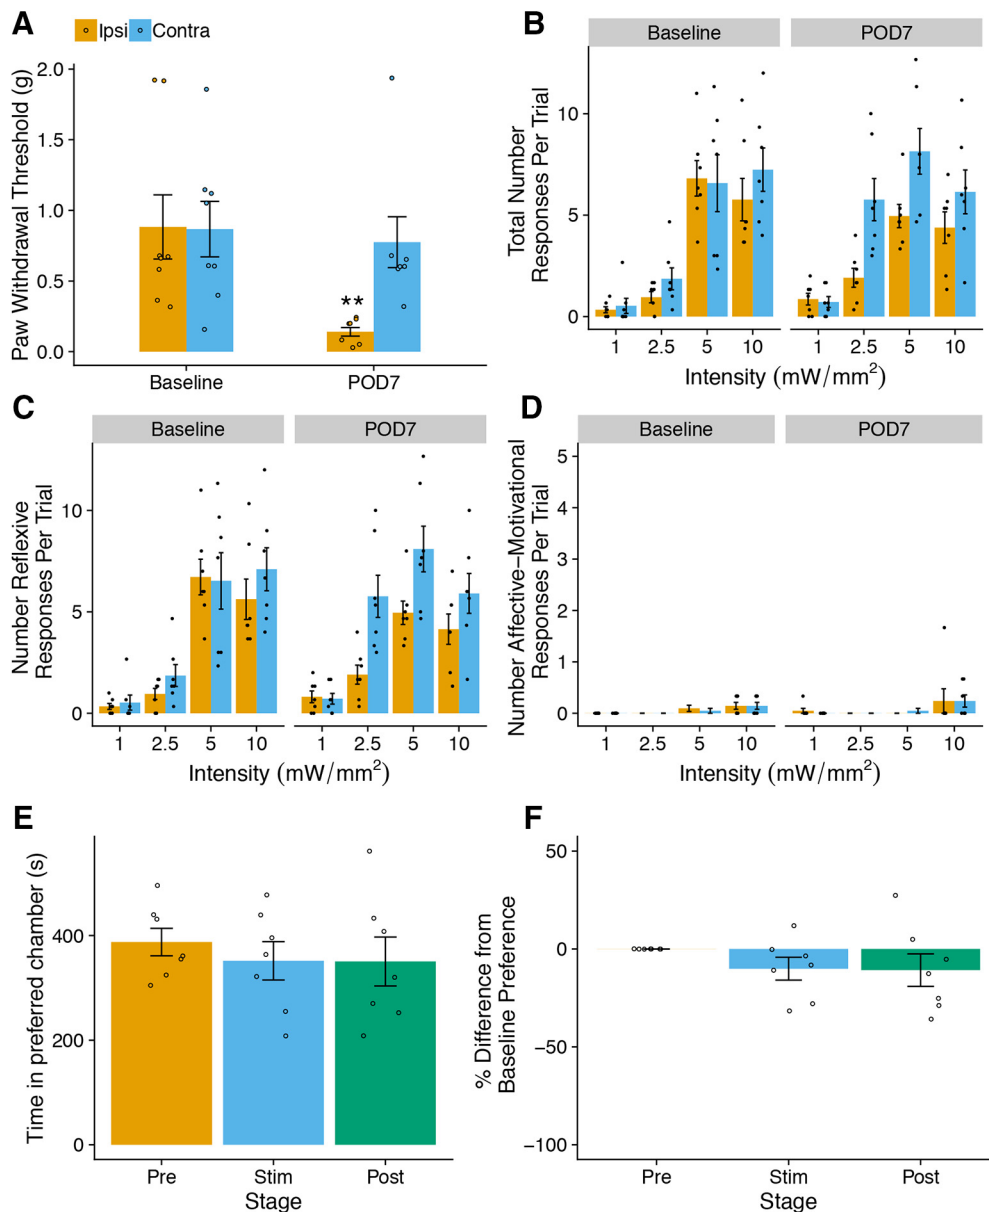 A
Ipsi Contra
Paw Withdrawal Threshold (g)
2.0
1.5
1.0
0.5
0.0
**
Baseline POD7
B
Baseline POD7
Total Number
Responses Per Trial
10
5
0
1 2.5 5 10 1 2.5 5 10
Intensity (mW/mm²)
C
Baseline POD7
Number Reflexive
Responses Per Trial
10
5
0
1 2.5 5 10 1 2.5 5 10
Intensity (mW/mm²)
D
Baseline POD7
Number Affective−Motivational
Responses Per Trial
5
4
3
2
1
0
1 2.5 5 10 1 2.5 5 10
Intensity (mW/mm²)
E
Time in preferred chamber (s)
400
200
0
Pre Stim Post
Stage
F
% Difference from
Baseline Preference
50
0
−50
−100
Pre Stim Post
Stage